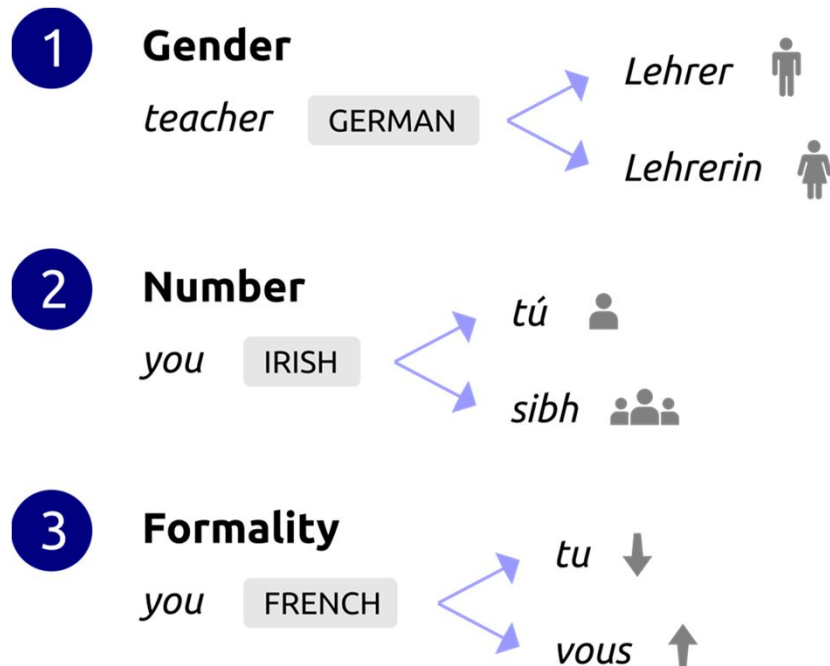 1 Gender
teacher GERMAN
Lehrer
Lehrerin
2 Number
you IRISH
tú
sibh
3 Formality
you FRENCH
tu
vous